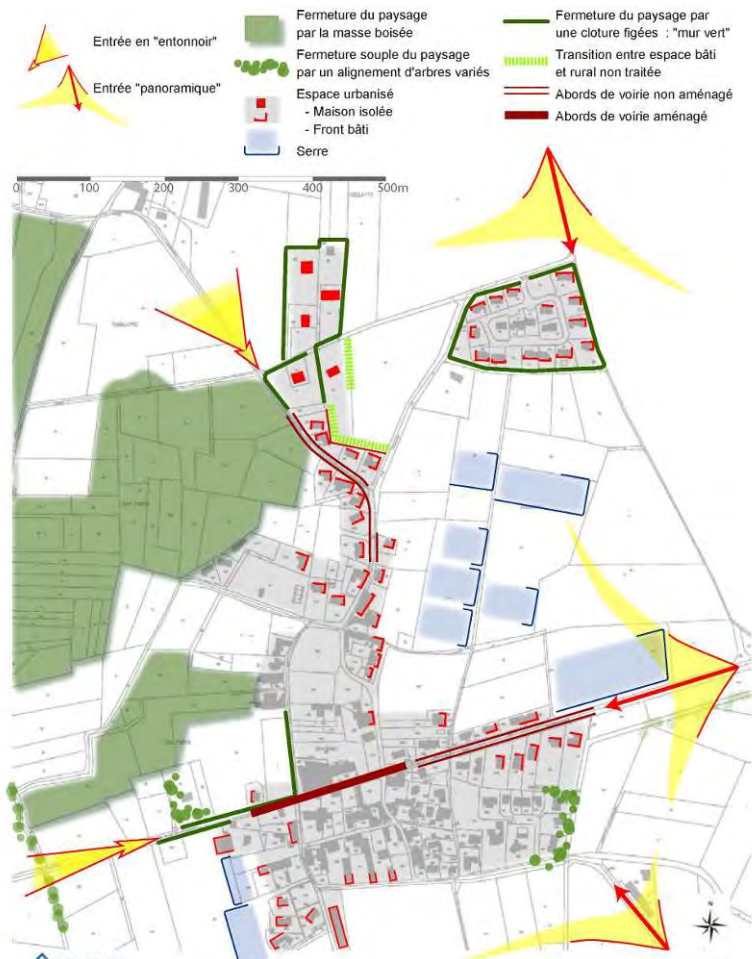 Entrée en "entonnoir"
Entrée "panoramique"
Fermeture du paysage
par la masse boisée
Fermeture souple du paysage
par un alignement d'arbres variés
Espace urbanisé
- Maison isolée
- Front bâti
Serre
Fermeture du paysage par
une cloture figées : "mur vert"
Transition entre espace bâti
et rural non traitée
Abords de voirie non aménagé
Abords de voirie aménagé
0 100 200 300 400 500m
N